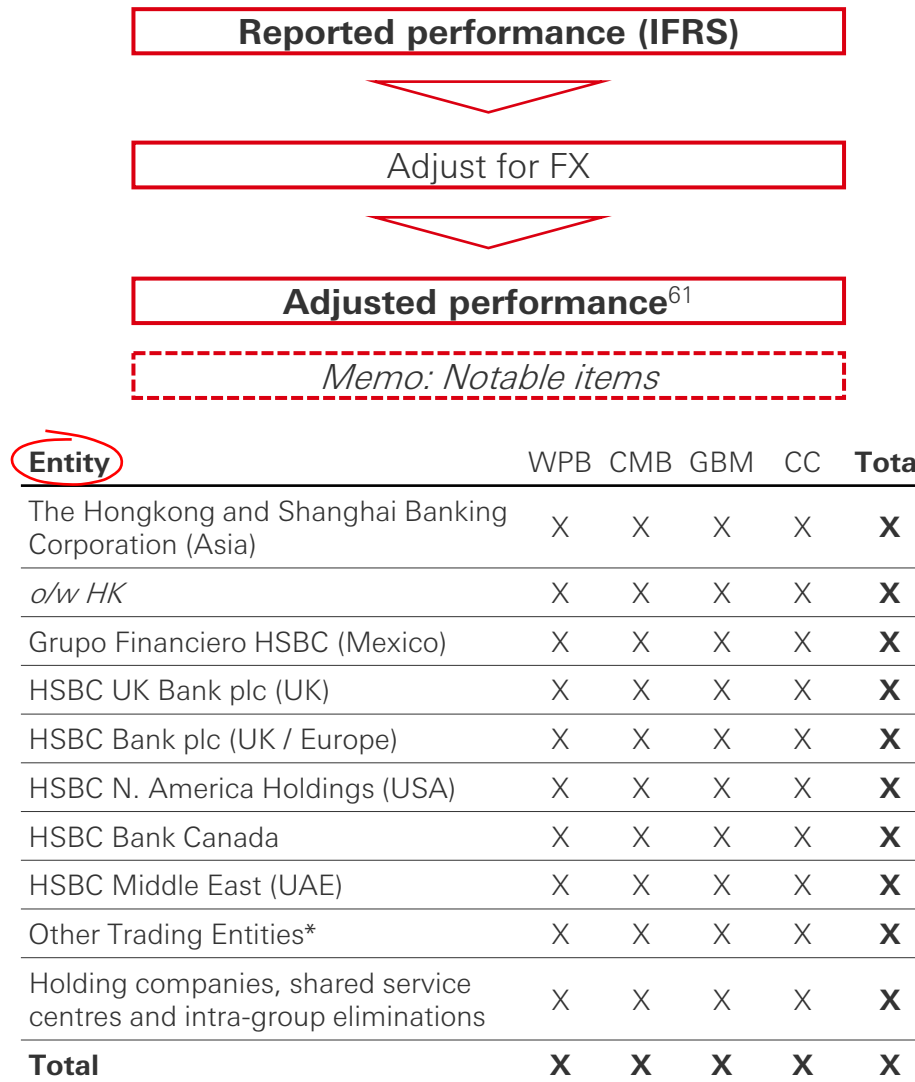 Reported performance (IFRS)
Adjust for FX
Adjusted performance61
Memo: Notable items
Entity WPB CMB GBM CC Tota
The Hongkong and Shanghai Banking
Corporation (Asia) X X X X X
o/w HK X X X X X
Grupo Financiero HSBC (Mexico) X X X X X
HSBC UK Bank plc (UK) X X X X X
HSBC Bank plc (UK / Europe) X X X X X
HSBC N. America Holdings (USA) X X X X X
HSBC Bank Canada X X X X X
HSBC Middle East (UAE) X X X X X
Other Trading Entities* X X X X X
Holding companies, shared service
centres and intra-group eliminations X X X X X
Total X X X X X